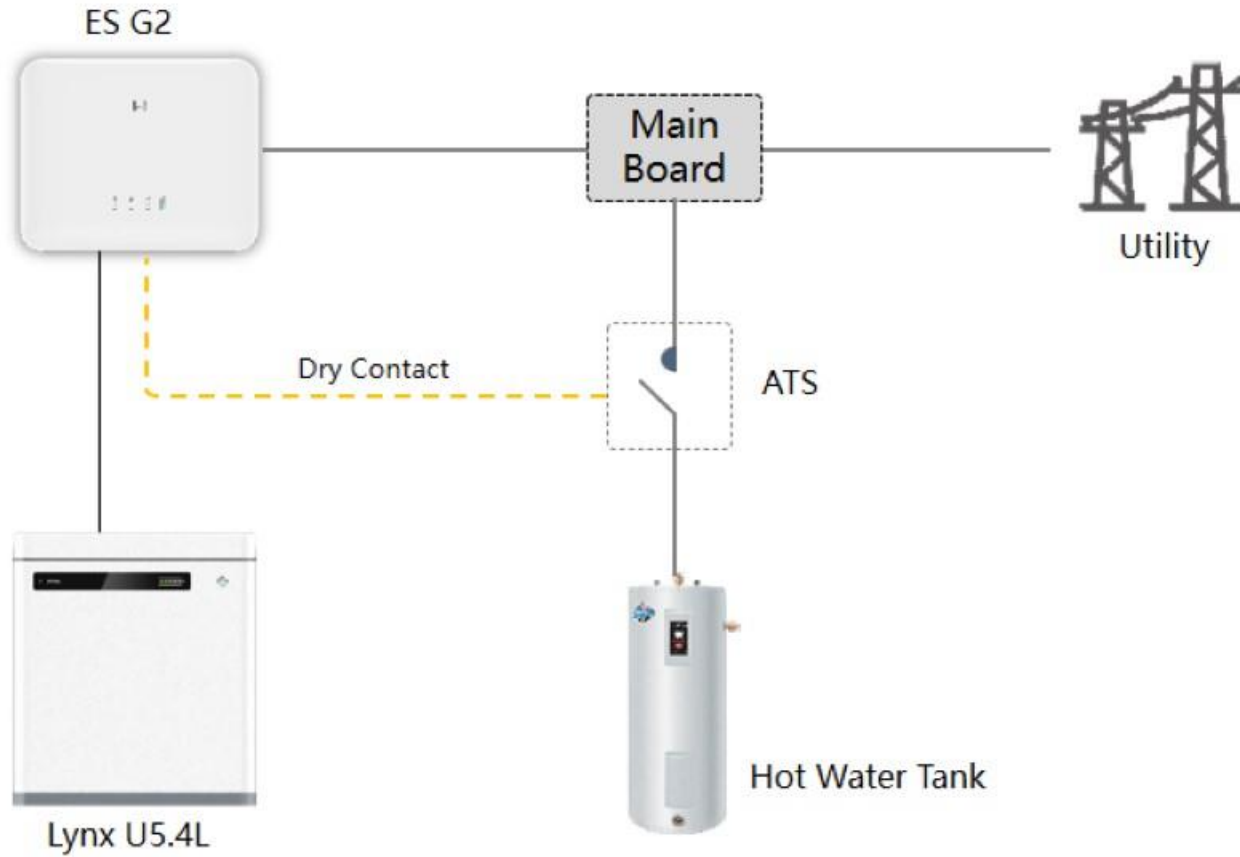 ES G2
Main
Board
Utility
Dry Contact
ATS
Hot Water Tank
Lynx U5.4L